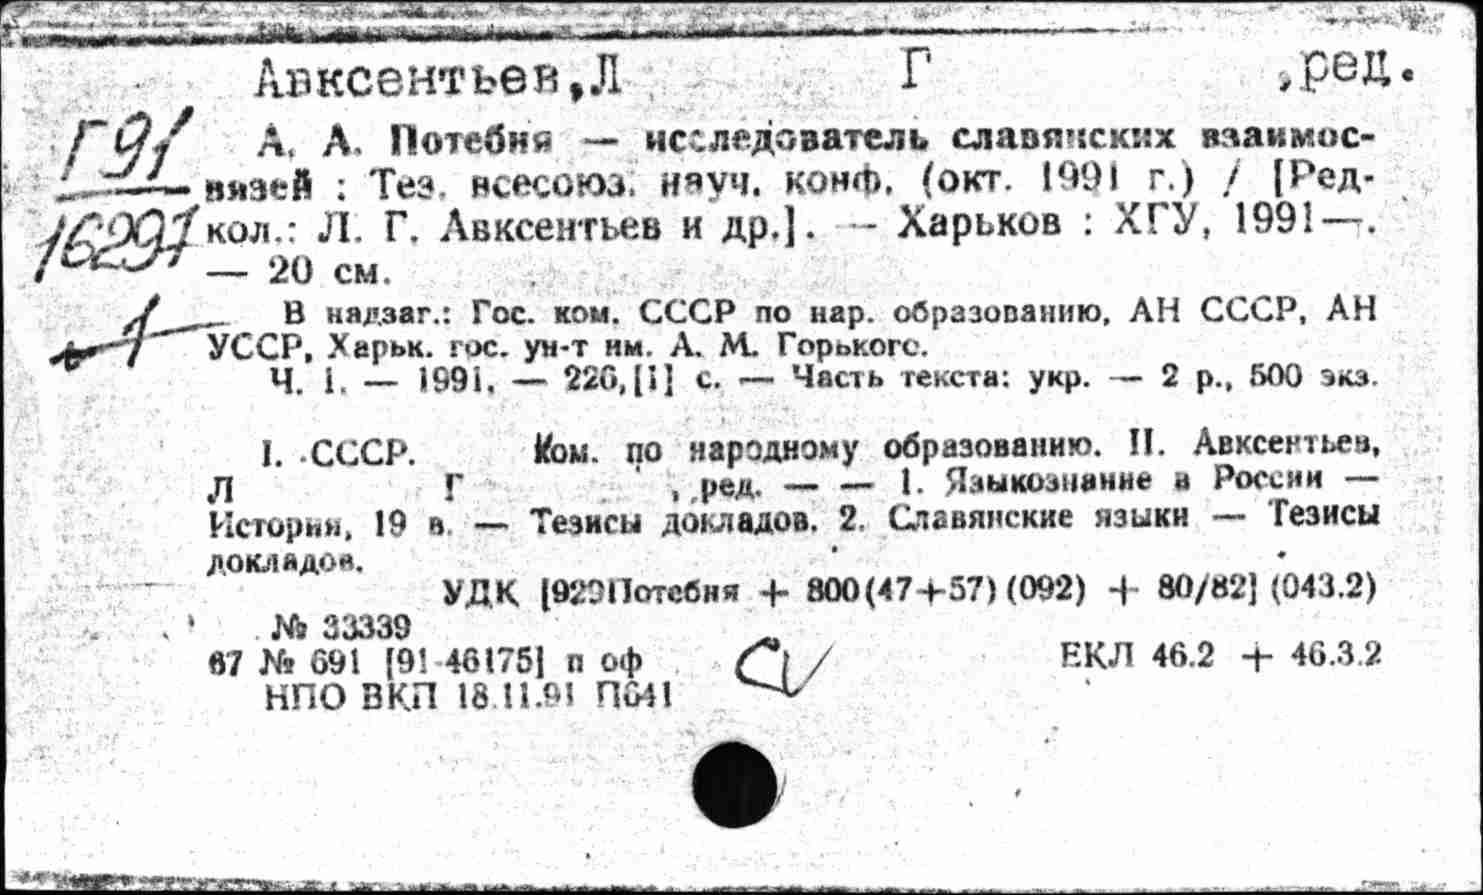 Авксентьев,Л Г ,ред.
Г91
16297
1
А. А. Потебня — исследователь славянских взаимос-
вязей : Тез. всесоюз. науч. конф. (окт. 1991 г.) / [Ред-
кол.: Л. Г. Авксентьев и др.]. — Харьков : ХГУ, 1991—.
— 20 см.
В надзаг.: Гос. ком. СССР по нар. образованию, АН СССР, АН
УССР, Харьк. гос. ун-т им. А. М. Горького.
Ч. 1. — 1991. — 226,[1] с. — Часть текста: укр. — 2 р., 500 экз.
I. СССР. Ком. по народному образованию. II. Авксентьев,
Л Г , ред. — — 1. Языкознание в России —
История, 19 в. — Тезисы докладов. 2. Славянские языки — Тезисы
докладов.
УДК [929Потебня + 800(47+57)(092) + 80/82] (043.2)
№ 33339
67 № 691 [91-46175] п оф
ЕКЛ 46.2 + 46.3.2
НПО ВКП 18.11.91 П641